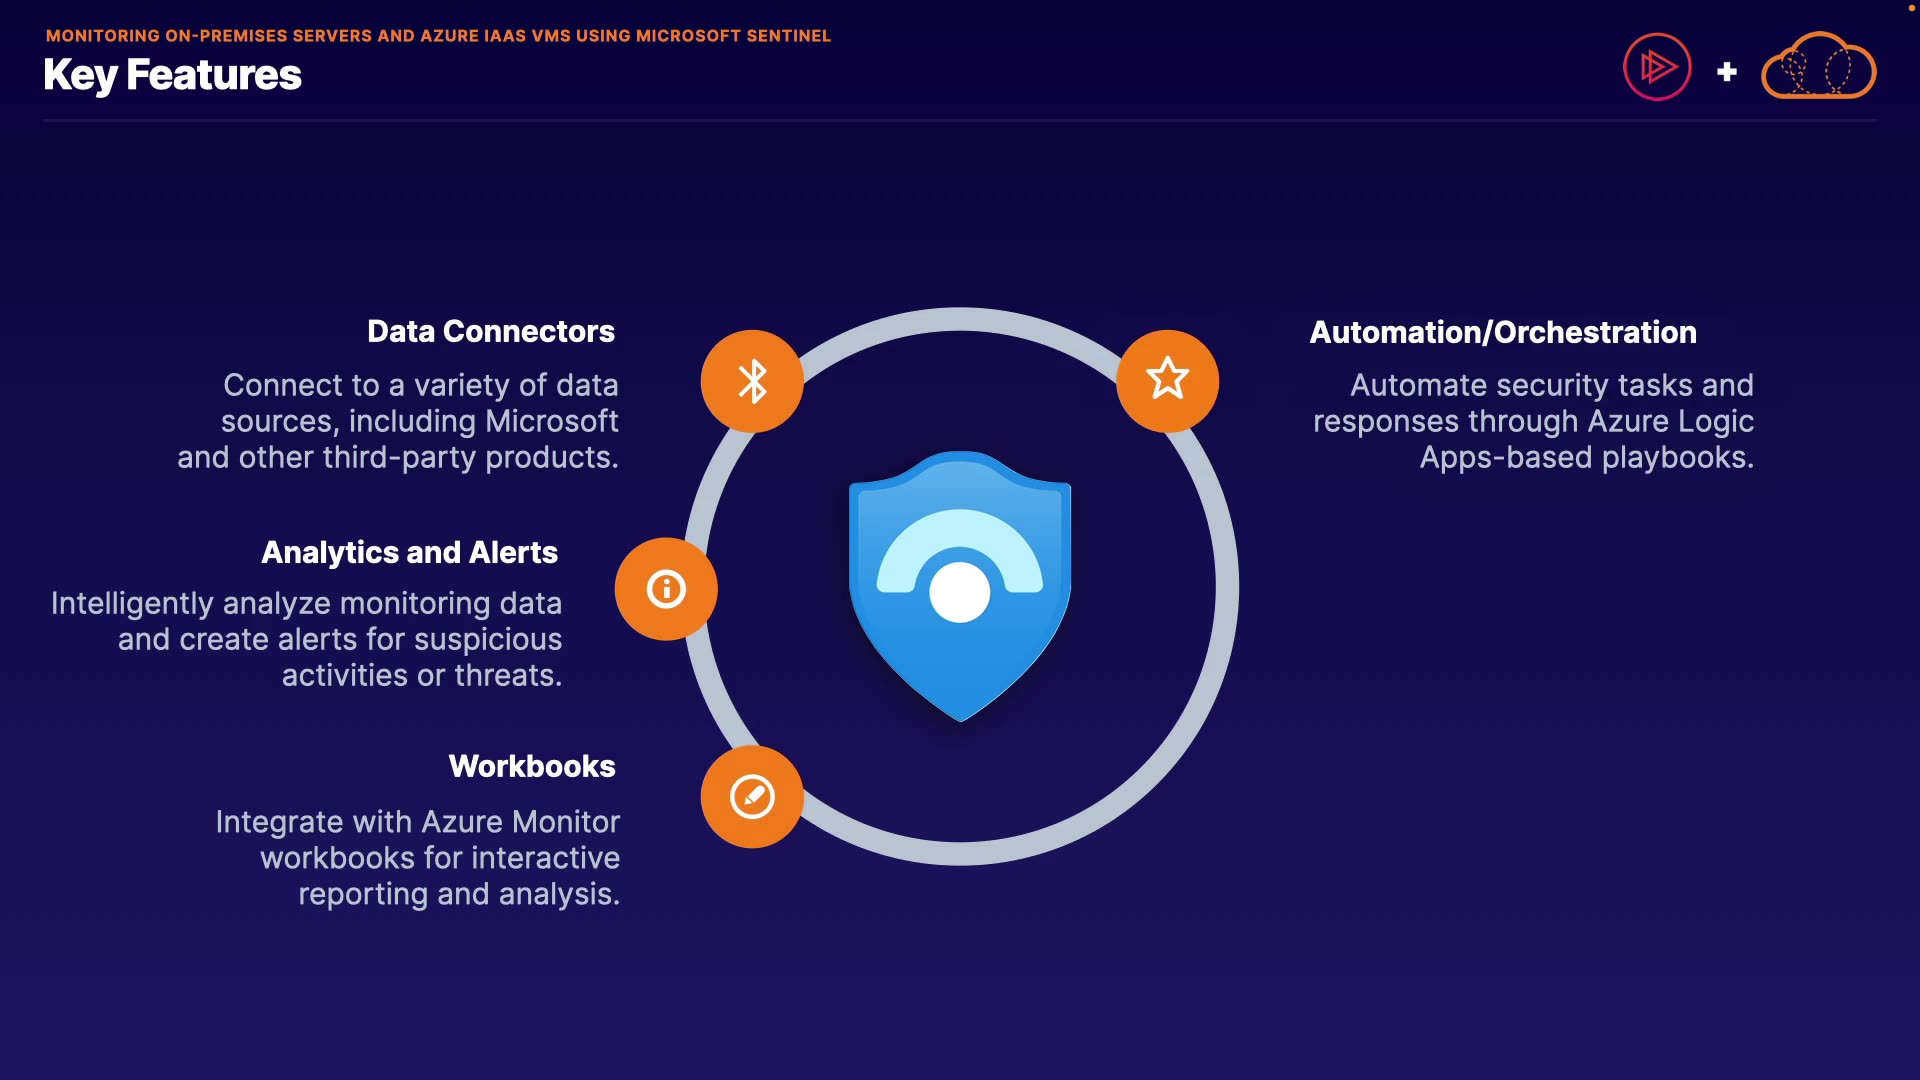 MONITORING ON-PREMISES SERVERS AND AZURE IAAS VMS USING MICROSOFT SENTINEL
Key Features
Data Connectors
Connect to a variety of data
sources, including Microsoft
and other third-party products.
Analytics and Alerts
Intelligently analyze monitoring data
and create alerts for suspicious
activities or threats.
Workbooks
Integrate with Azure Monitor
workbooks for interactive
reporting and analysis.
Automation/Orchestration
Automate security tasks and
responses through Azure Logic
Apps-based playbooks.